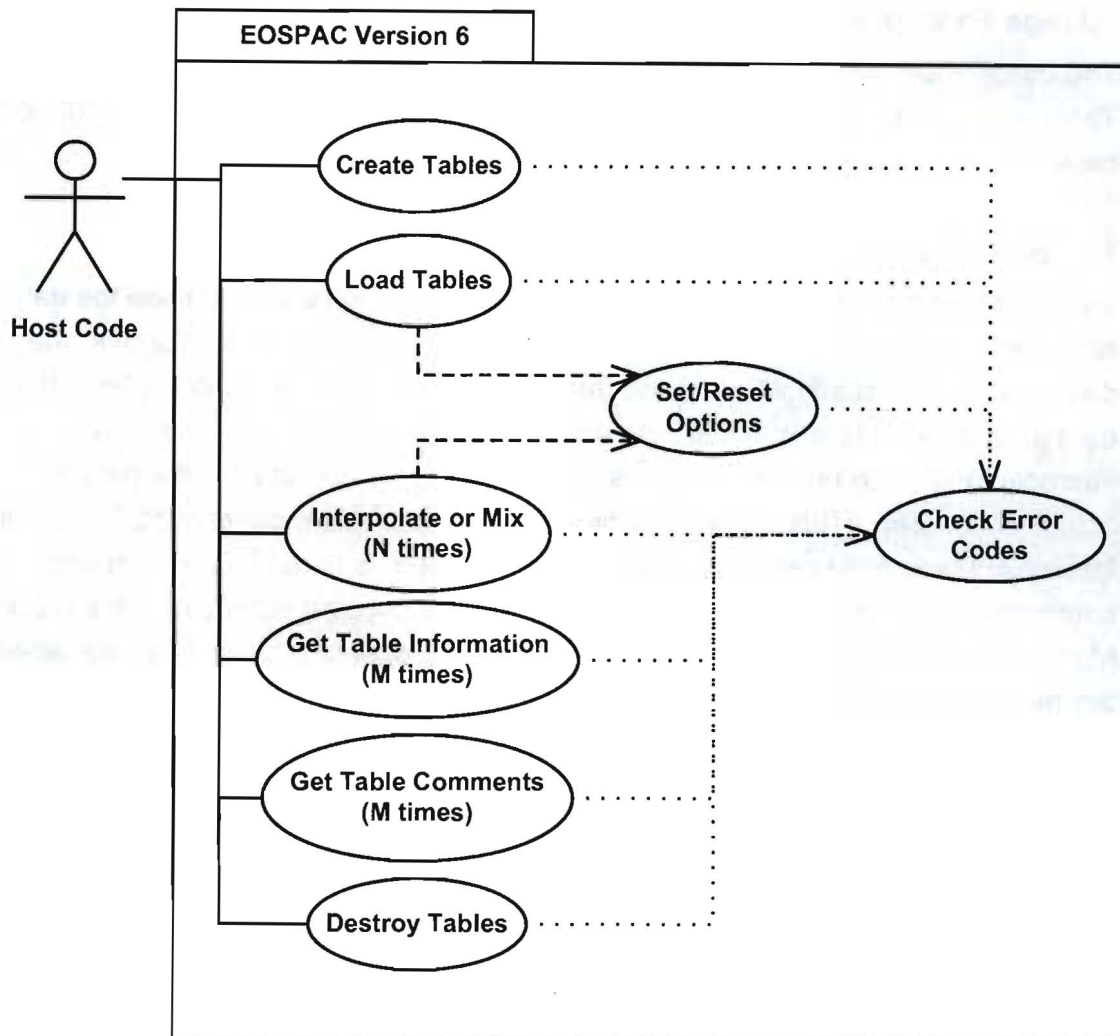 EOSPAC Version 6
Host Code
Create Tables
Load Tables
Set/Reset
Options
Interpolate or Mix
(N times)
Check Error
Codes
Get Table Information
(M times)
Get Table Comments
(M times)
Destroy Tables